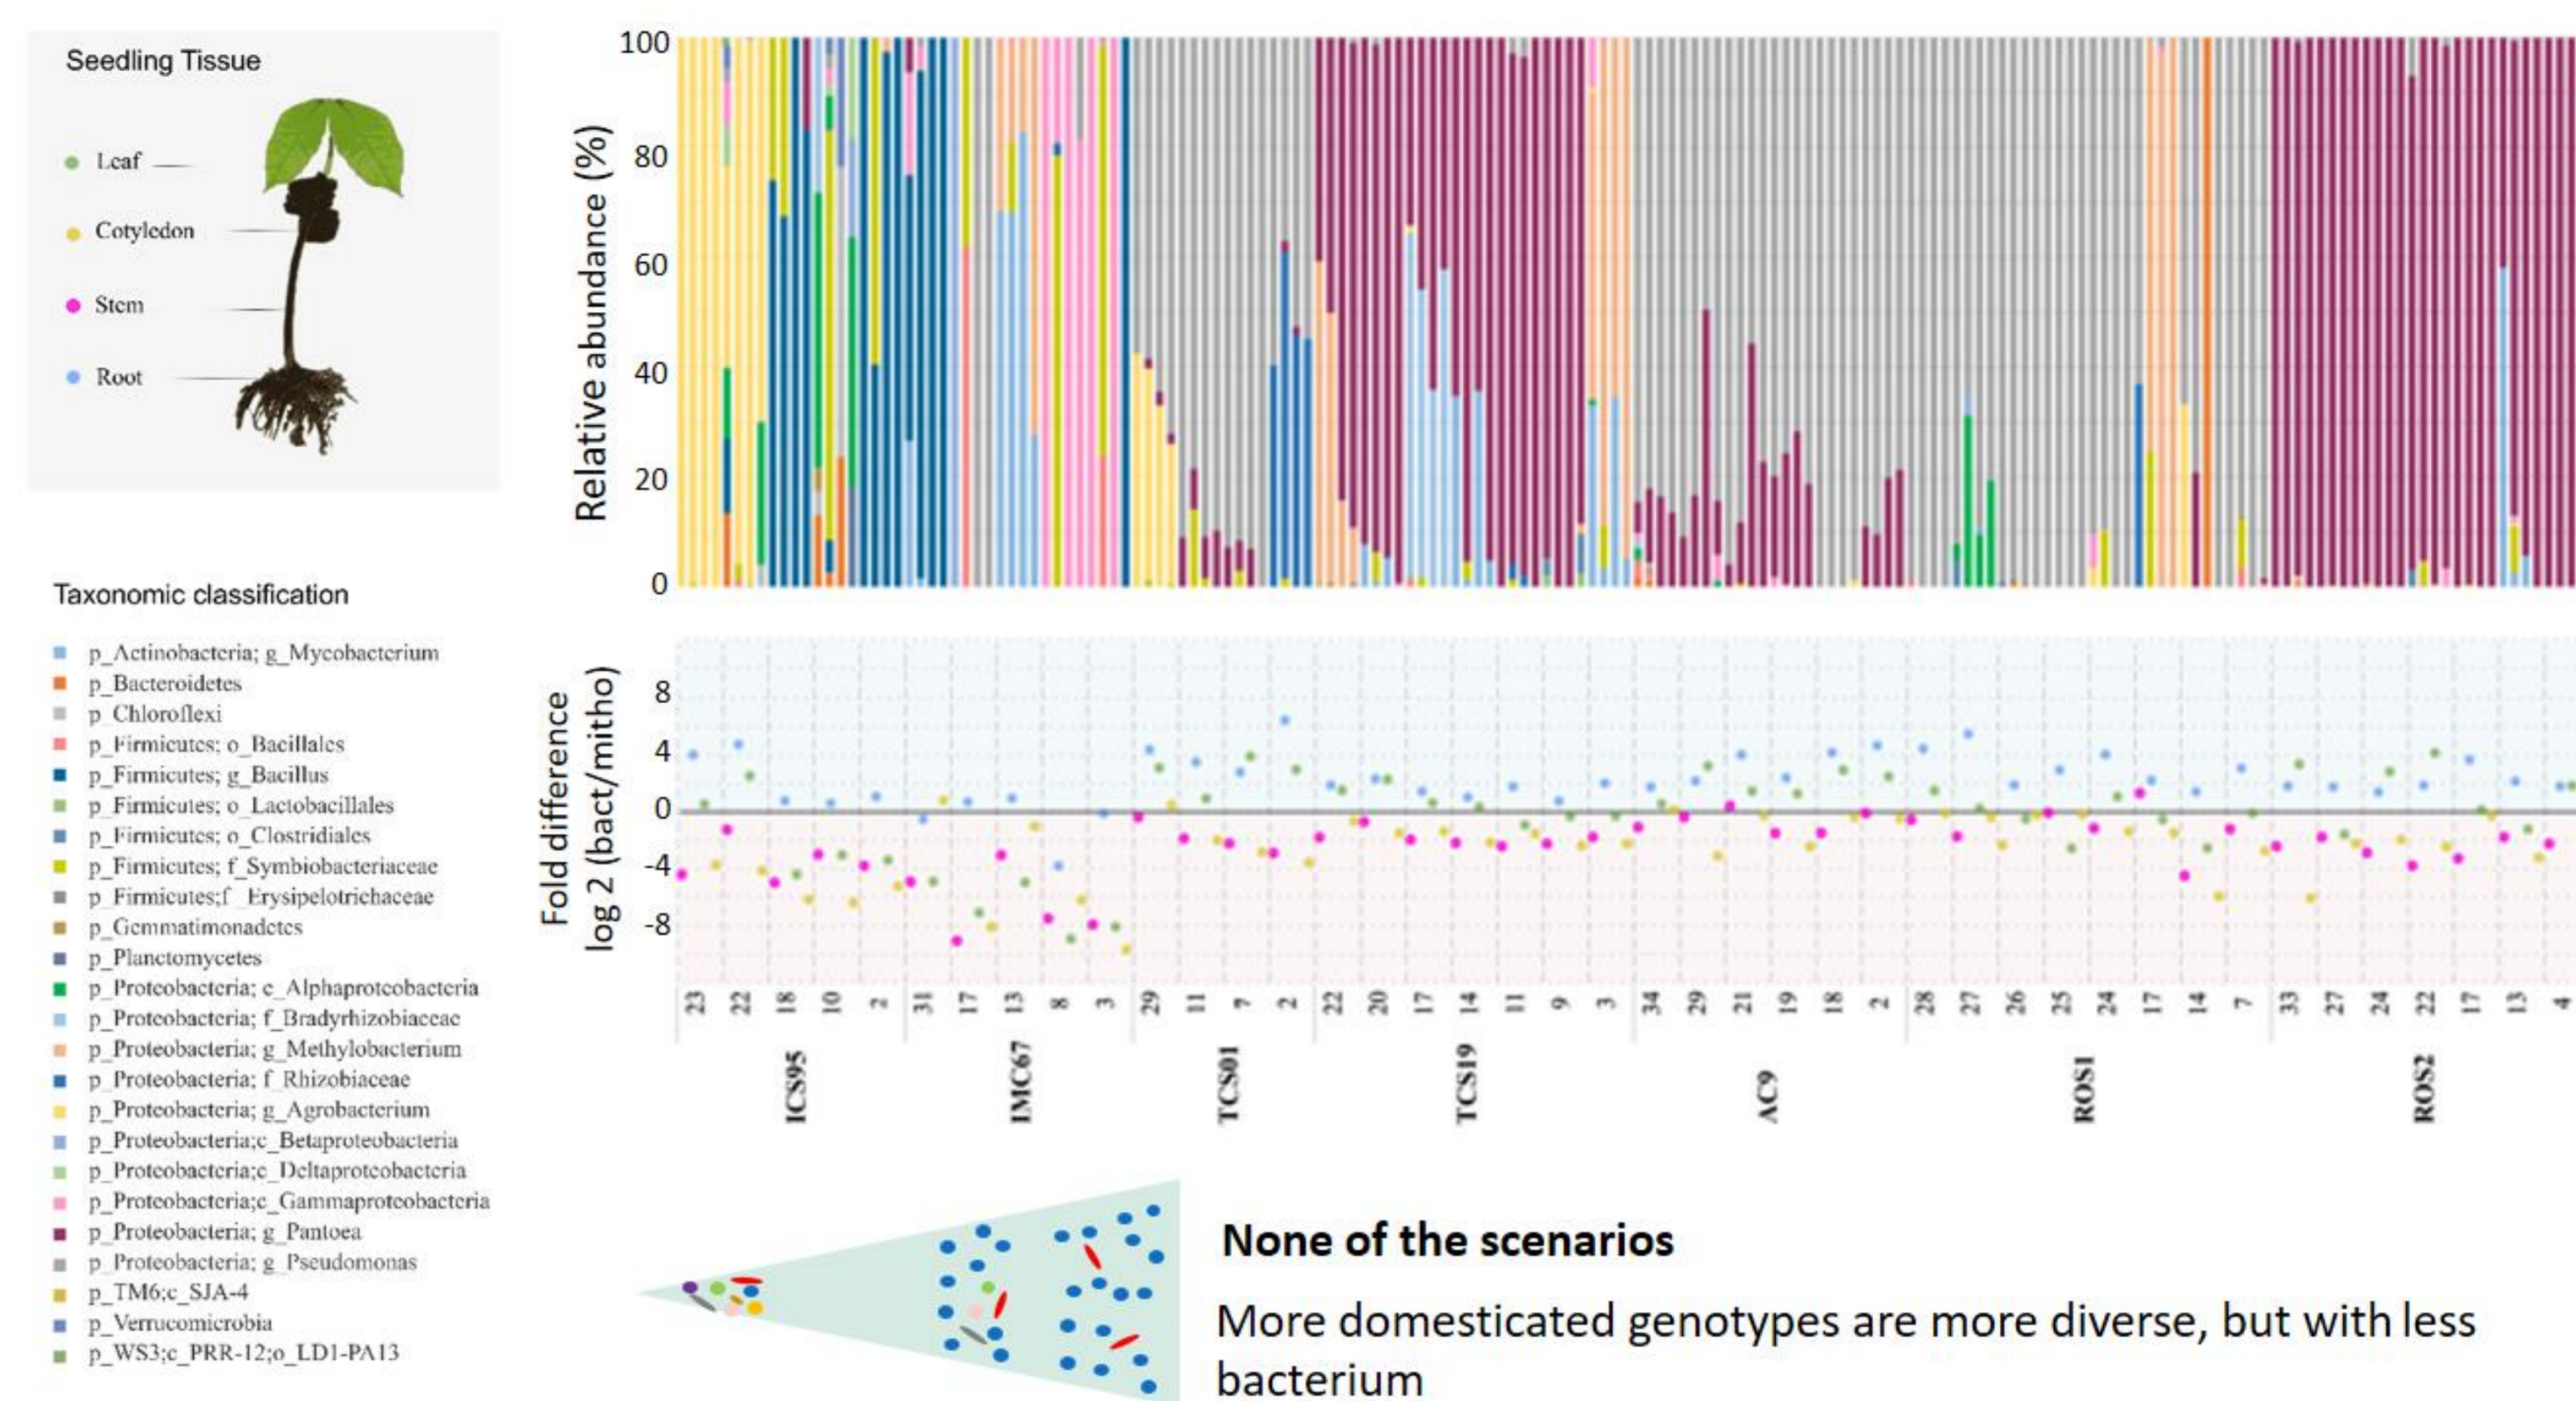 Seedling Tissue
Leaf
Cotyledon
Stem
Root
Taxonomic classification
p_Actinobacteria; g_Mycobacterium
p_Bacteroidetes
p_Chloroflexi
p_Firmicutes; o_Bacillales
p_Firmicutes; g_Bacillus
p_Firmicutes; o_Lactobacillales
p_Firmicutes; o_Clostridiales
p_Firmicutes; f_Symbiobacteriaceae
p_Firmicutes;f_Erysipelotrichaceae
p_Gemmatimonadetes
p_Planctomycetes
p_Proteobacteria; c_Alphaproteobacteria
p_Proteobacteria; f_Bradyrhizobiaceae
p_Proteobacteria; g_Methylobacterium
p_Proteobacteria; f_Rhizobiaceae
p_Proteobacteria; g_Agrobacterium
p_Proteobacteria;c_Betaproteobacteria
p_Proteobacteria;c_Deltaproteobacteria
p_Proteobacteria;c_Gammaproteobacteria
p_Proteobacteria; g_Pantoea
p_Proteobacteria; g_Pseudomonas
p_TM6;c_SJA-4
p_Verrucomicrobia
p_WS3;c_PRR-12;o_LD1-PA13
Relative abundance (%)
100
80
60
40
20
0
Fold difference
log 2 (bact/mitho)
8
4
0
-4
-8
23 22 18 10 2 31 17 13 8 3 29 11 7 2 22 20 17 14 11 9 3 34 29 21 19 18 2 28 27 26 25 24 17 14 7 33 27 24 22 17 13 4
ICS95 IMC67 TCS01 TCS19 AC9 ROS1 ROS2
None of the scenarios
More domesticated genotypes are more diverse, but with less
bacterium